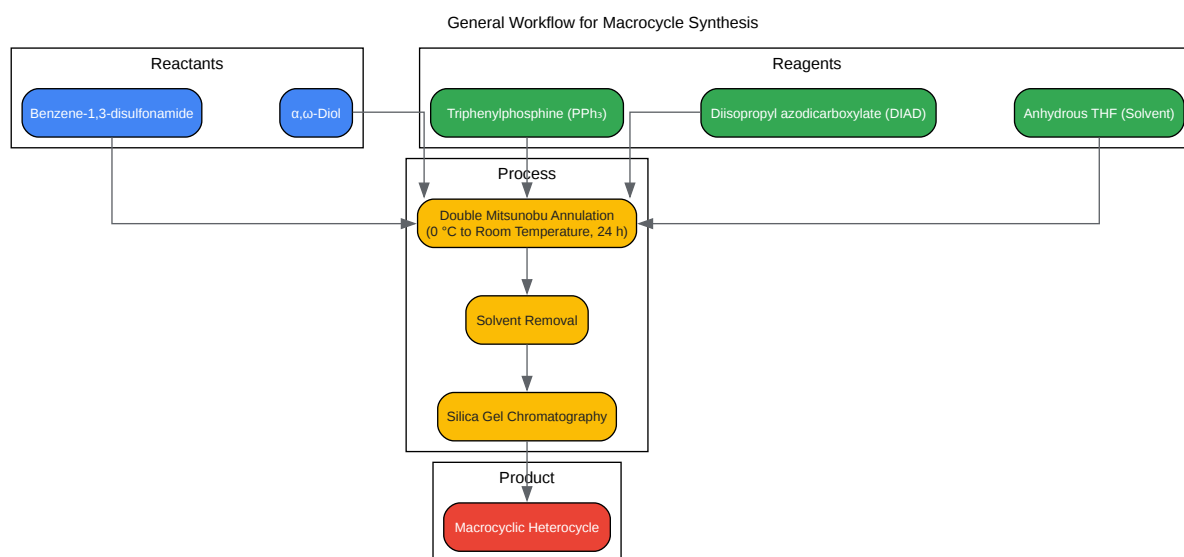 General Workflow for Macrocycle Synthesis
Reactants
Reagents
Benzene-1,3-disulfonamide
α,ω-Diol
Triphenylphosphine (PPh₃)
Diisopropyl azodicarboxylate (DIAD)
Anhydrous THF (Solvent)
Process
Double Mitsunobu Annulation
(0 °C to Room Temperature, 24 h)
Solvent Removal
Silica Gel Chromatography
Product
Macrocyclic Heterocycle